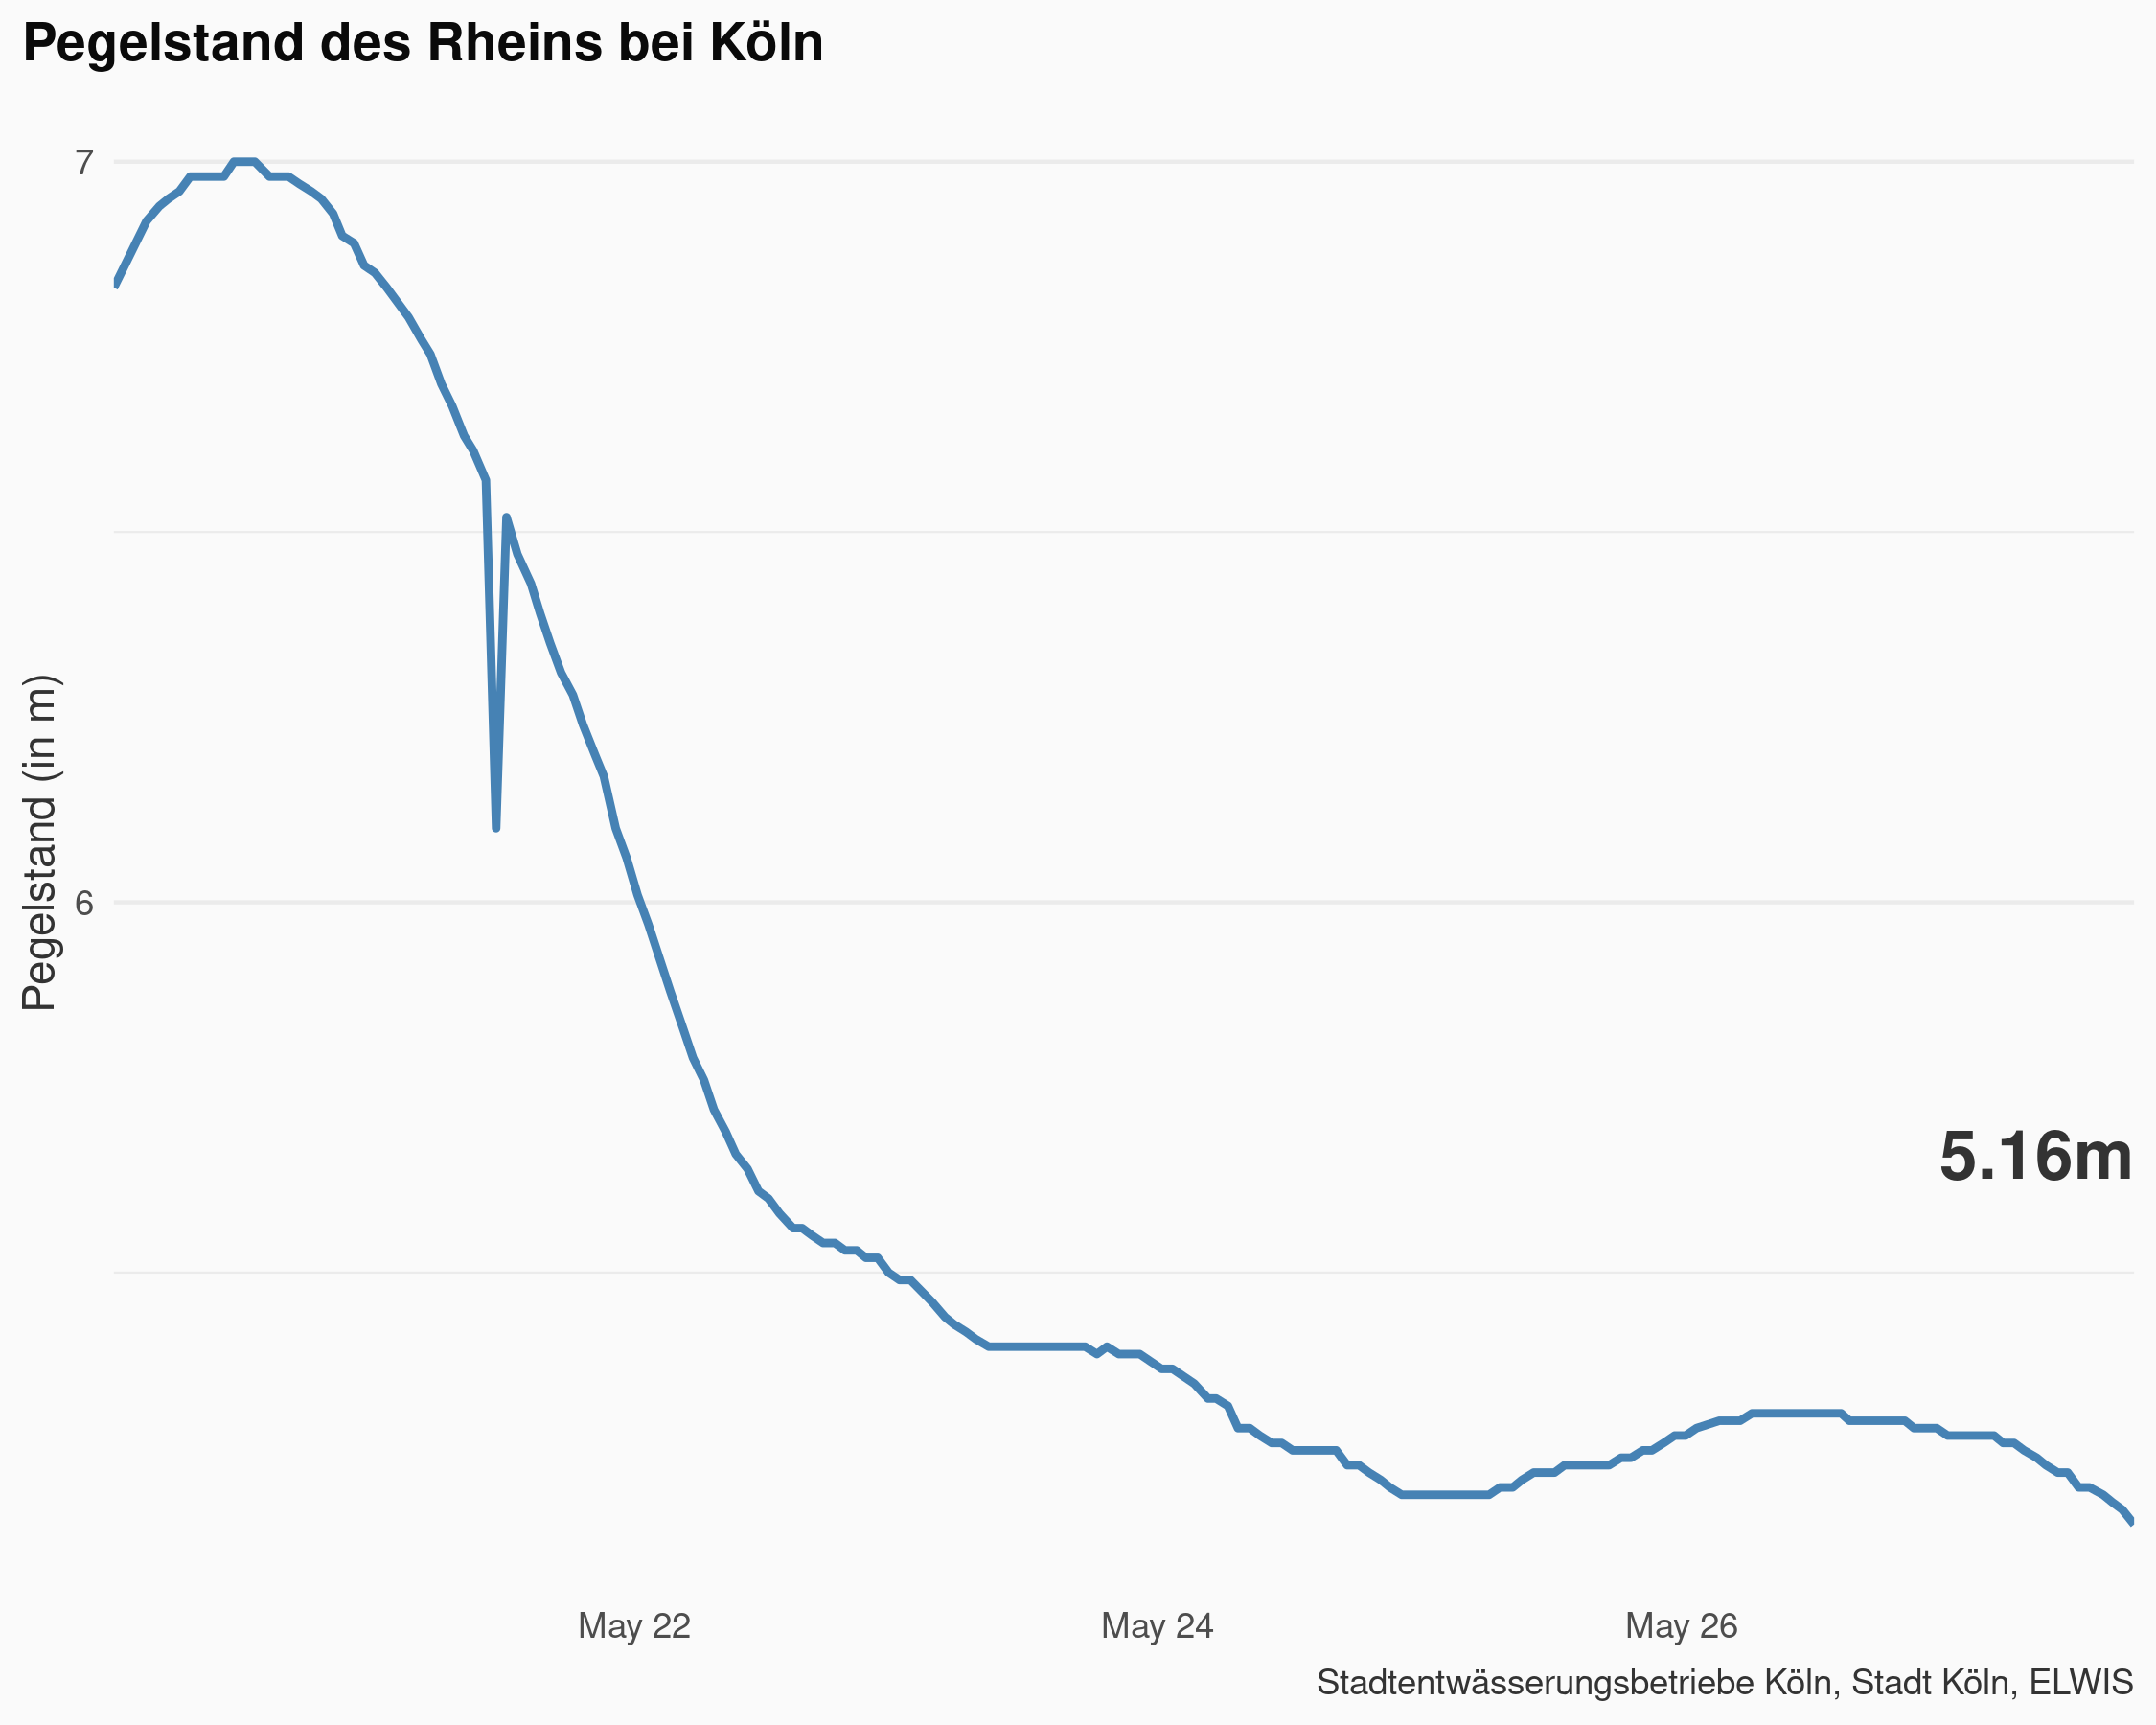 Pegelstand des Rheins bei Köln
Pegelstand (in m)
7
6
5.16m
May 22
May 24
May 26
Stadtentwässerungsbetriebe Köln, Stadt Köln, ELWIS